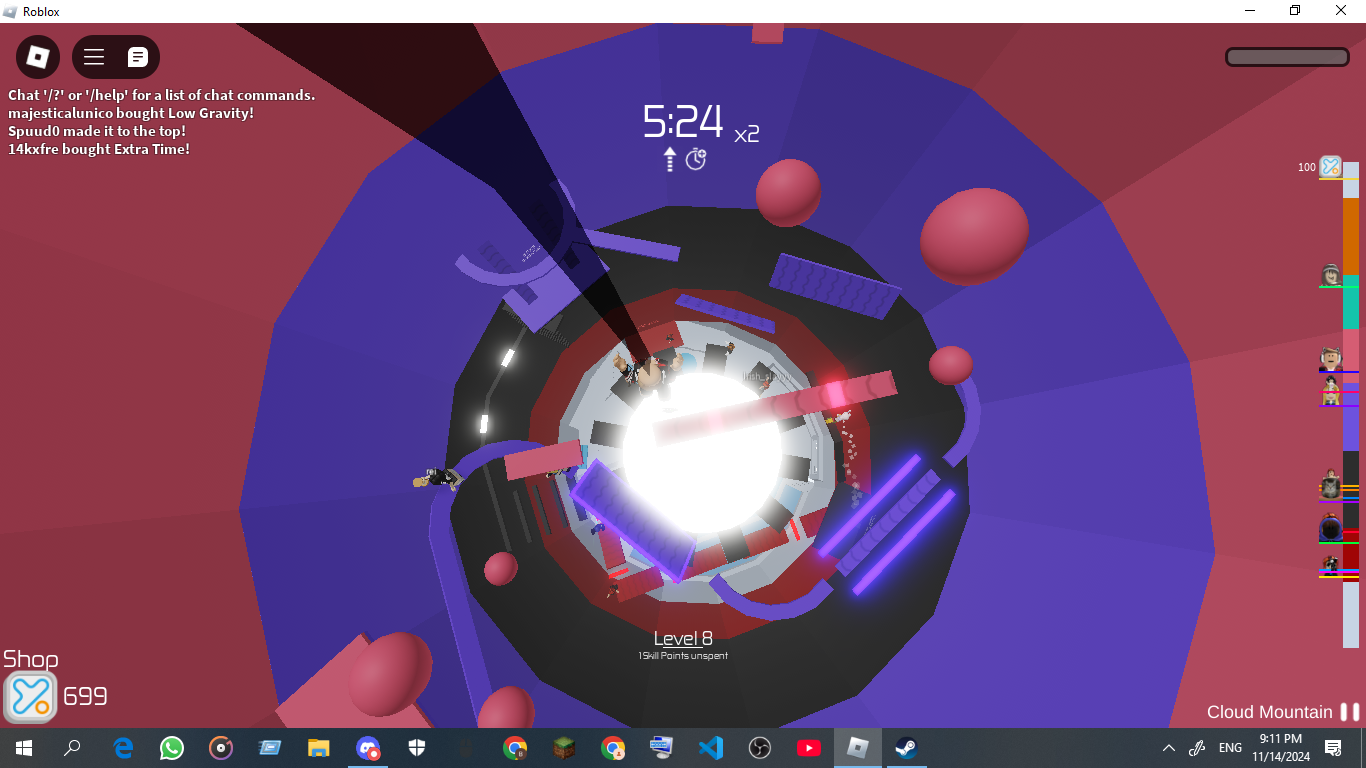 Roblox
Chat '/?' or '/help' for a list of chat commands.
majesticalunico bought Low Gravity!
Spuud0 made it to the top!
14kxfre bought Extra Time!
5:24 x2
100
Level 8
1 Skill Points unspent
Shop
699
Cloud Mountain
ENG
9:11 PM
11/14/2024